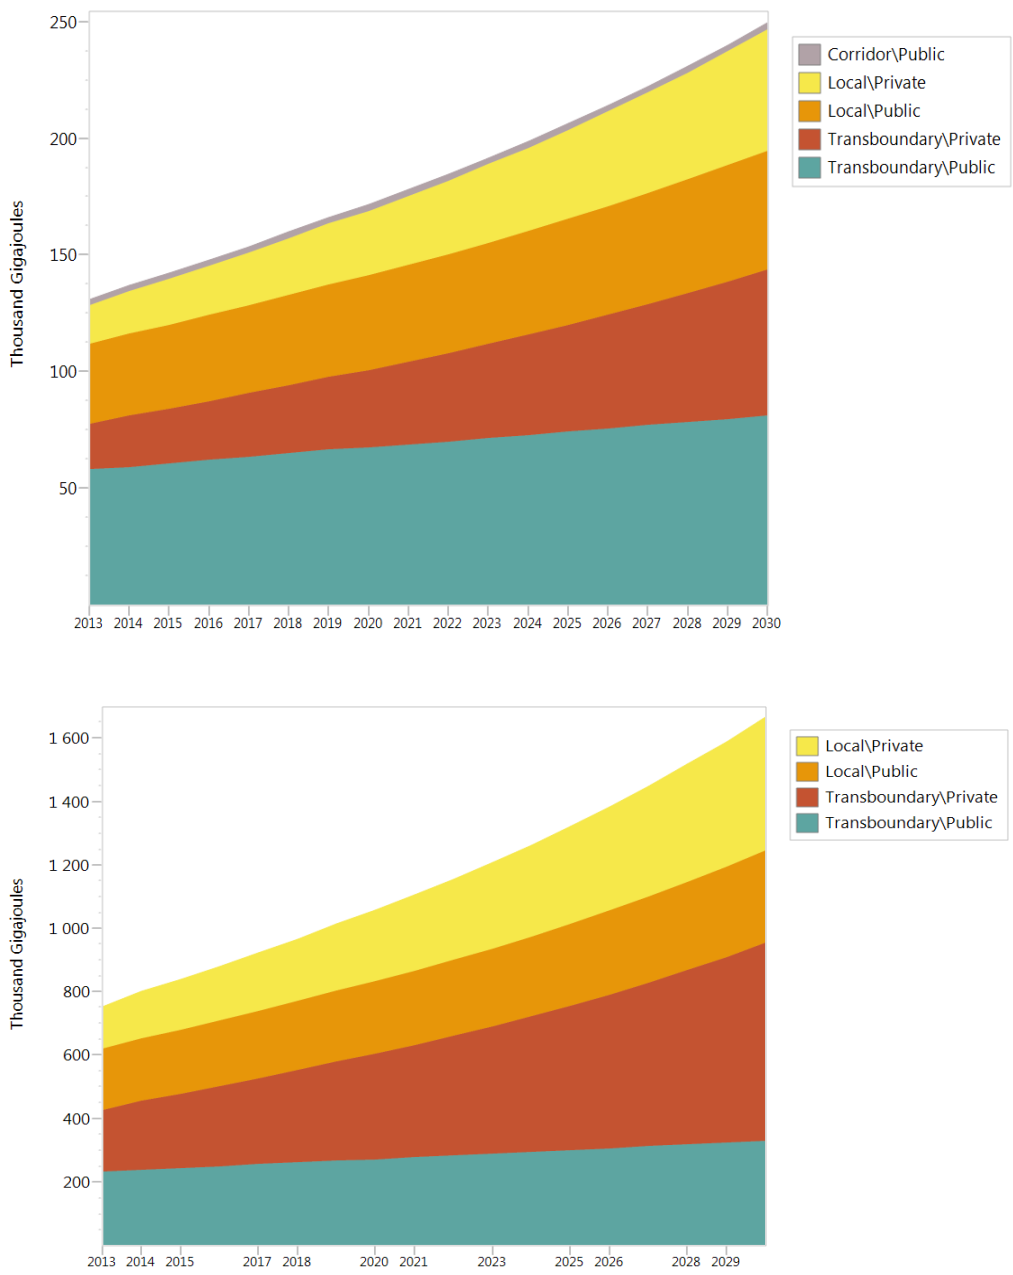 250
200
150
100
50
Thousand Gigajoules
2013 2014 2015 2016 2017 2018 2019 2020 2021 2022 2023 2024 2025 2026 2027 2028 2029 2030
Corridor\Public
Local\Private
Local\Public
Transboundary\Private
Transboundary\Public
1 600
1 400
1 200
1 000
800
600
400
200
Thousand Gigajoules
2013 2014 2015 2017 2018 2020 2021 2023 2025 2026 2028 2029
Local\Private
Local\Public
Transboundary\Private
Transboundary\Public